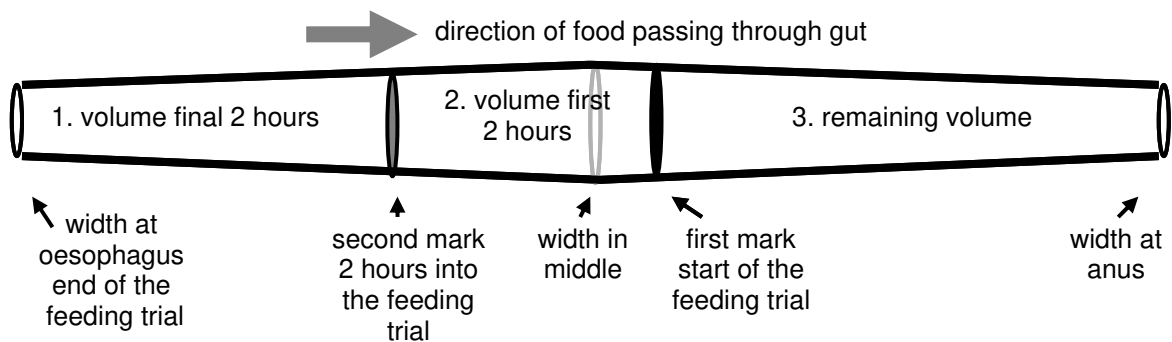 direction of food passing through gut
1. volume final 2 hours
2. volume first
2 hours
3. remaining volume
width at
oesophagus
end of the
feeding trial
second mark
2 hours into
the feeding
trial
width in
middle
first mark
start of the
feeding trial
width at
anus